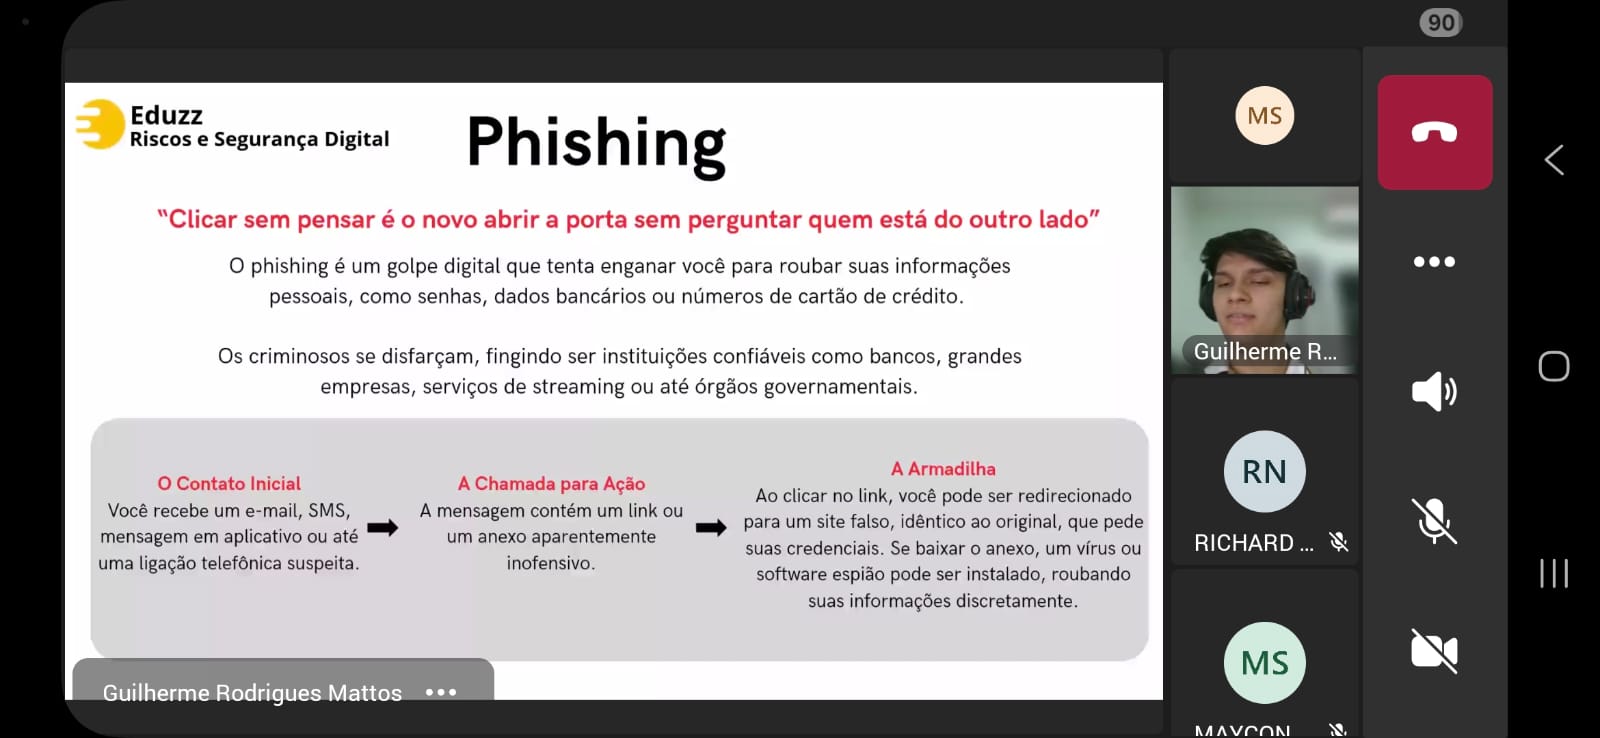 90
Eduzz
Riscos e Segurança Digital
Phishing
“Clicar sem pensar é o novo abrir a porta sem perguntar quem está do outro lado”
O phishing é um golpe digital que tenta enganar você para roubar suas informações
pessoais, como senhas, dados bancários ou números de cartão de crédito.
Os criminosos se disfarçam, fingindo ser instituições confiáveis como bancos, grandes
empresas, serviços de streaming ou até órgãos governamentais.
O Contato Inicial
Você recebe um e-mail, SMS,
mensagem em aplicativo ou até
uma ligação telefônica suspeita.
A Chamada para Ação
A mensagem contém um link ou
um anexo aparentemente
inofensivo.
A Armadilha
Ao clicar no link, você pode ser redirecionado
para um site falso, idêntico ao original, que pede
suas credenciais. Se baixar o anexo, um vírus ou
software espião pode ser instalado, roubando
suas informações discretamente.
Guilherme Rodrigues Mattos
MS
Guilherme R...
RN
RICHARD ...
MS
MAYCON